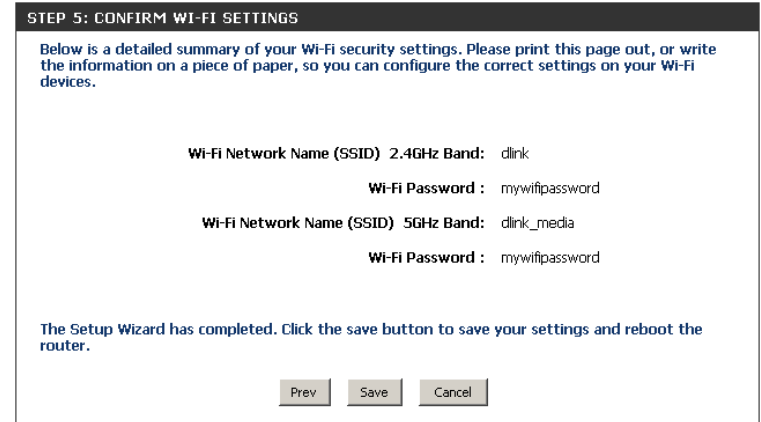 STEP 5: CONFIRM WI-FI SETTINGS
Below is a detailed summary of your Wi-Fi security settings. Please print this page out, or write
the information on a piece of paper, so you can configure the correct settings on your Wi-Fi
devices.
Wi-Fi Network Name (SSID) 2.4GHz Band: dlink
Wi-Fi Password : mywifipassword
Wi-Fi Network Name (SSID) 5GHz Band: dlink_media
Wi-Fi Password : mywifipassword
The Setup Wizard has completed. Click the save button to save your settings and reboot the
router.
Prev Save Cancel